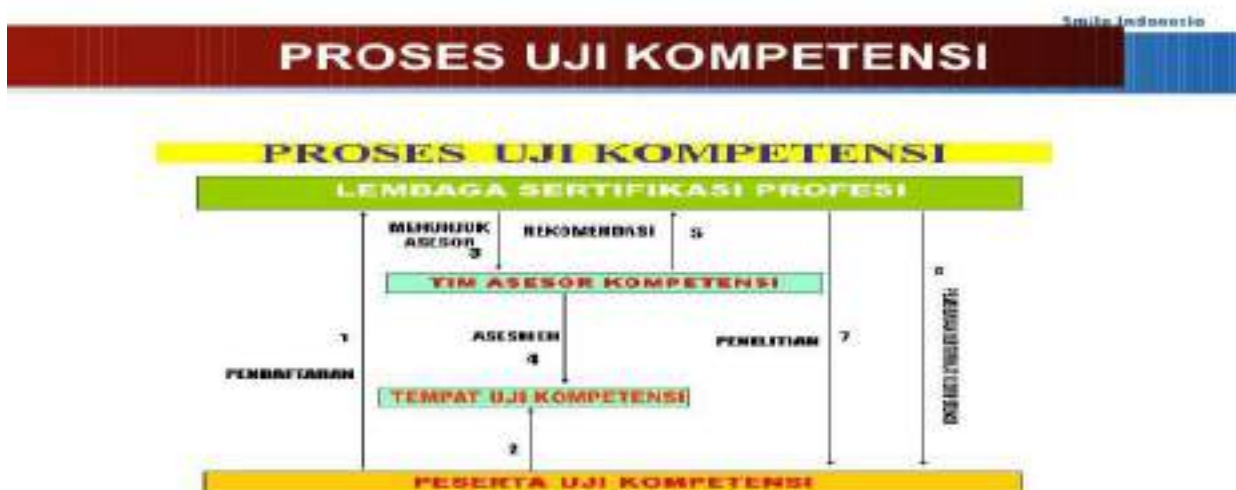 Smile Indonesia
PROSES UJI KOMPETENSI
PROSES UJI KOMPETENSI
LEMBAGA SERTIFIKASI PROFESI
MENUNJUK
ASESOR
3
REKOMENDASI
5
TIM ASESOR KOMPETENSI
1
PENDAFTARAN
ASESMEN
4
PENELITIAN
7
TEMPAT UJI KOMPETENSI
2
PESERTA UJI KOMPETENSI